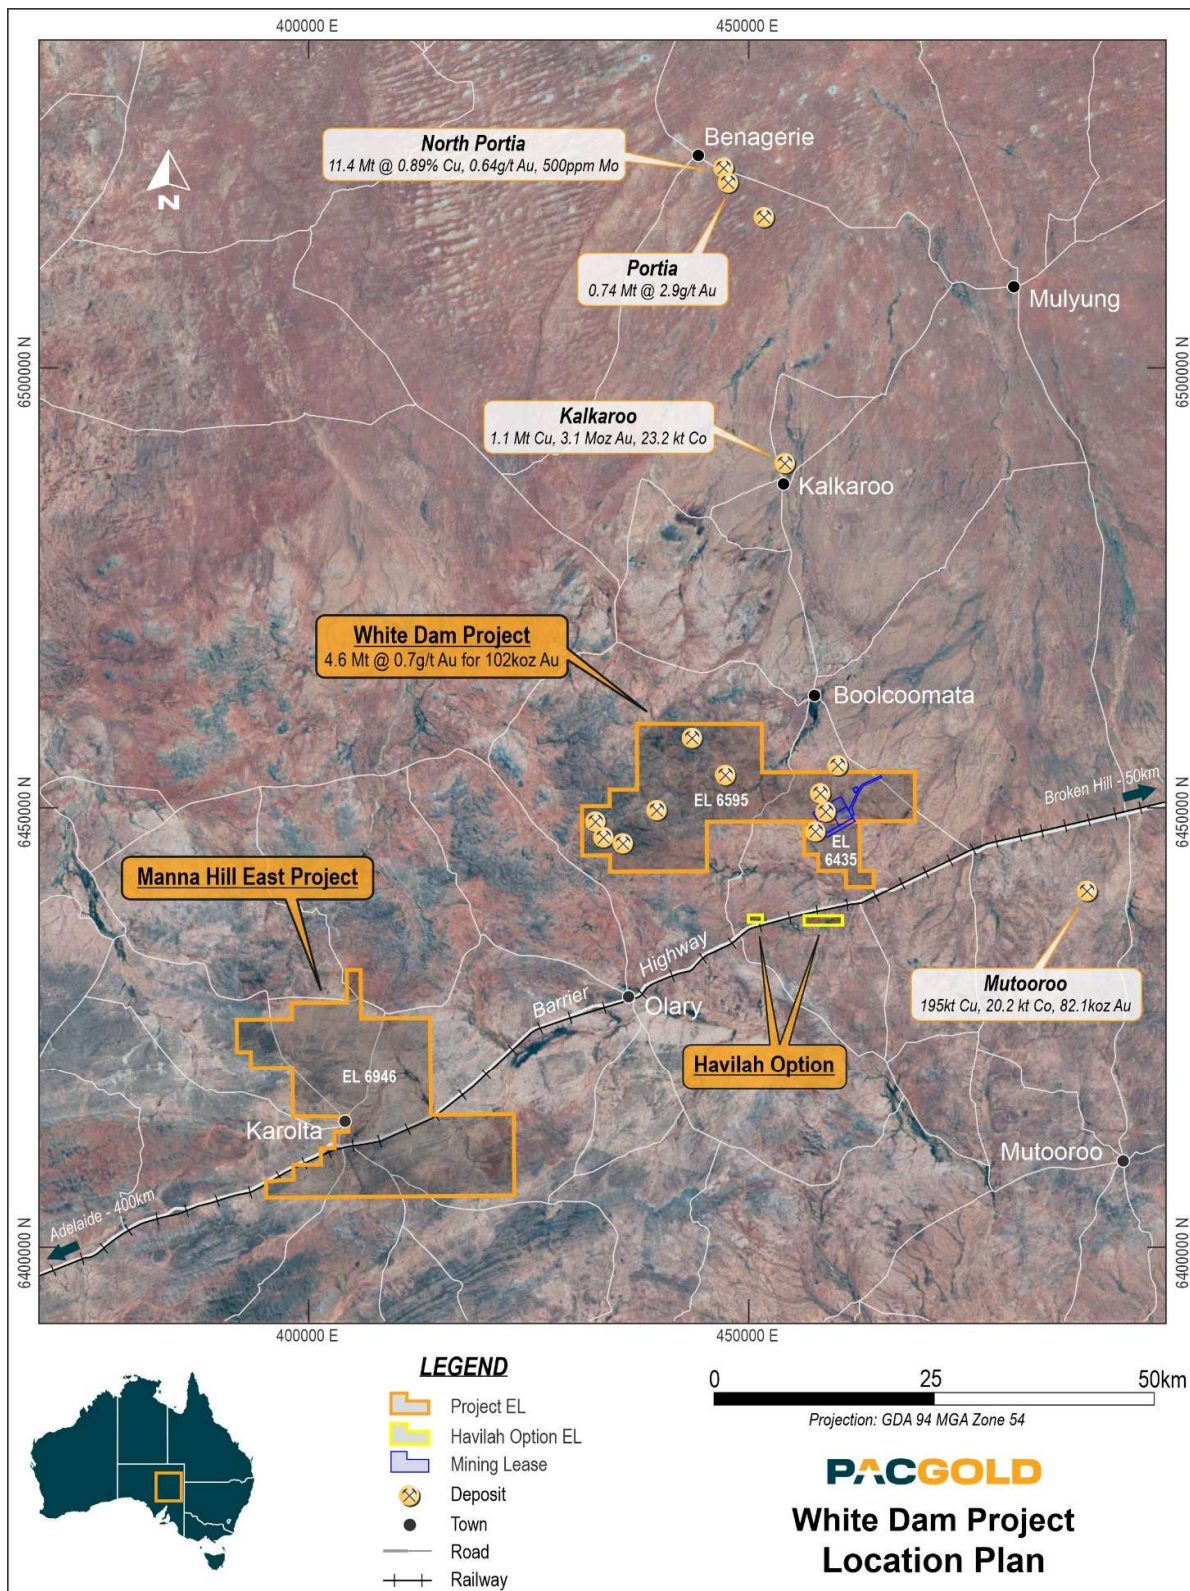 400000 E
450000 E
North Portia
11.4 Mt @ 0.89% Cu, 0.64g/t Au, 500ppm Mo
Benagerie
N
Portia
0.74 Mt @ 2.9g/t Au
Mulyung
6500000 N
6500000 N
Kalkaroo
1.1 Mt Cu, 3.1 Moz Au, 23.2 kt Co
Kalkaroo
White Dam Project
4.6 Mt @ 0.7g/t Au for 102koz Au
Boolcoomata
Broken Hill - 50km
EL 6595
6450000 N
6450000 N
EL
6435
Manna Hill East Project
Highway
Barrier
Olary
Mutooroo
195kt Cu, 20.2 kt Co, 82.1koz Au
Havilah Option
EL 6946
Karolta
Mutooroo
Adelaide - 400km
6400000 N
6400000 N
400000 E
450000 E
LEGEND
Project EL
Havilah Option EL
Mining Lease
Deposit
Town
Road
Railway
0 25 50km
Projection: GDA 94 MGA Zone 54
PACGOLD
White Dam Project
Location Plan